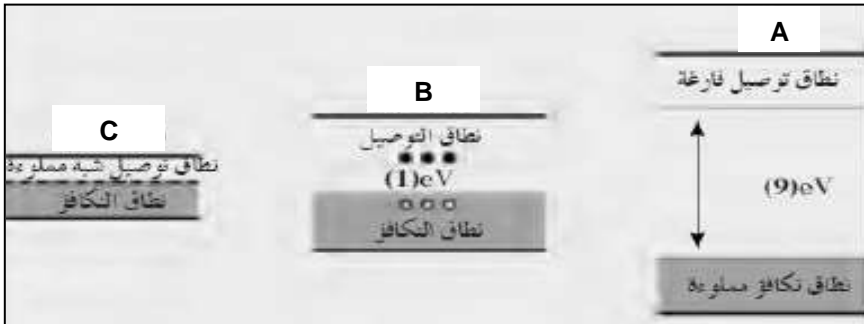 A
نطاق توصيل فارغة
(9)eV
نطاق تكافؤ مملوءة
B
نطاق التوصيل
(1)eV
نطاق التكافؤ
C
نطاق توصيل شبه مملوءة
نطاق التكافؤ